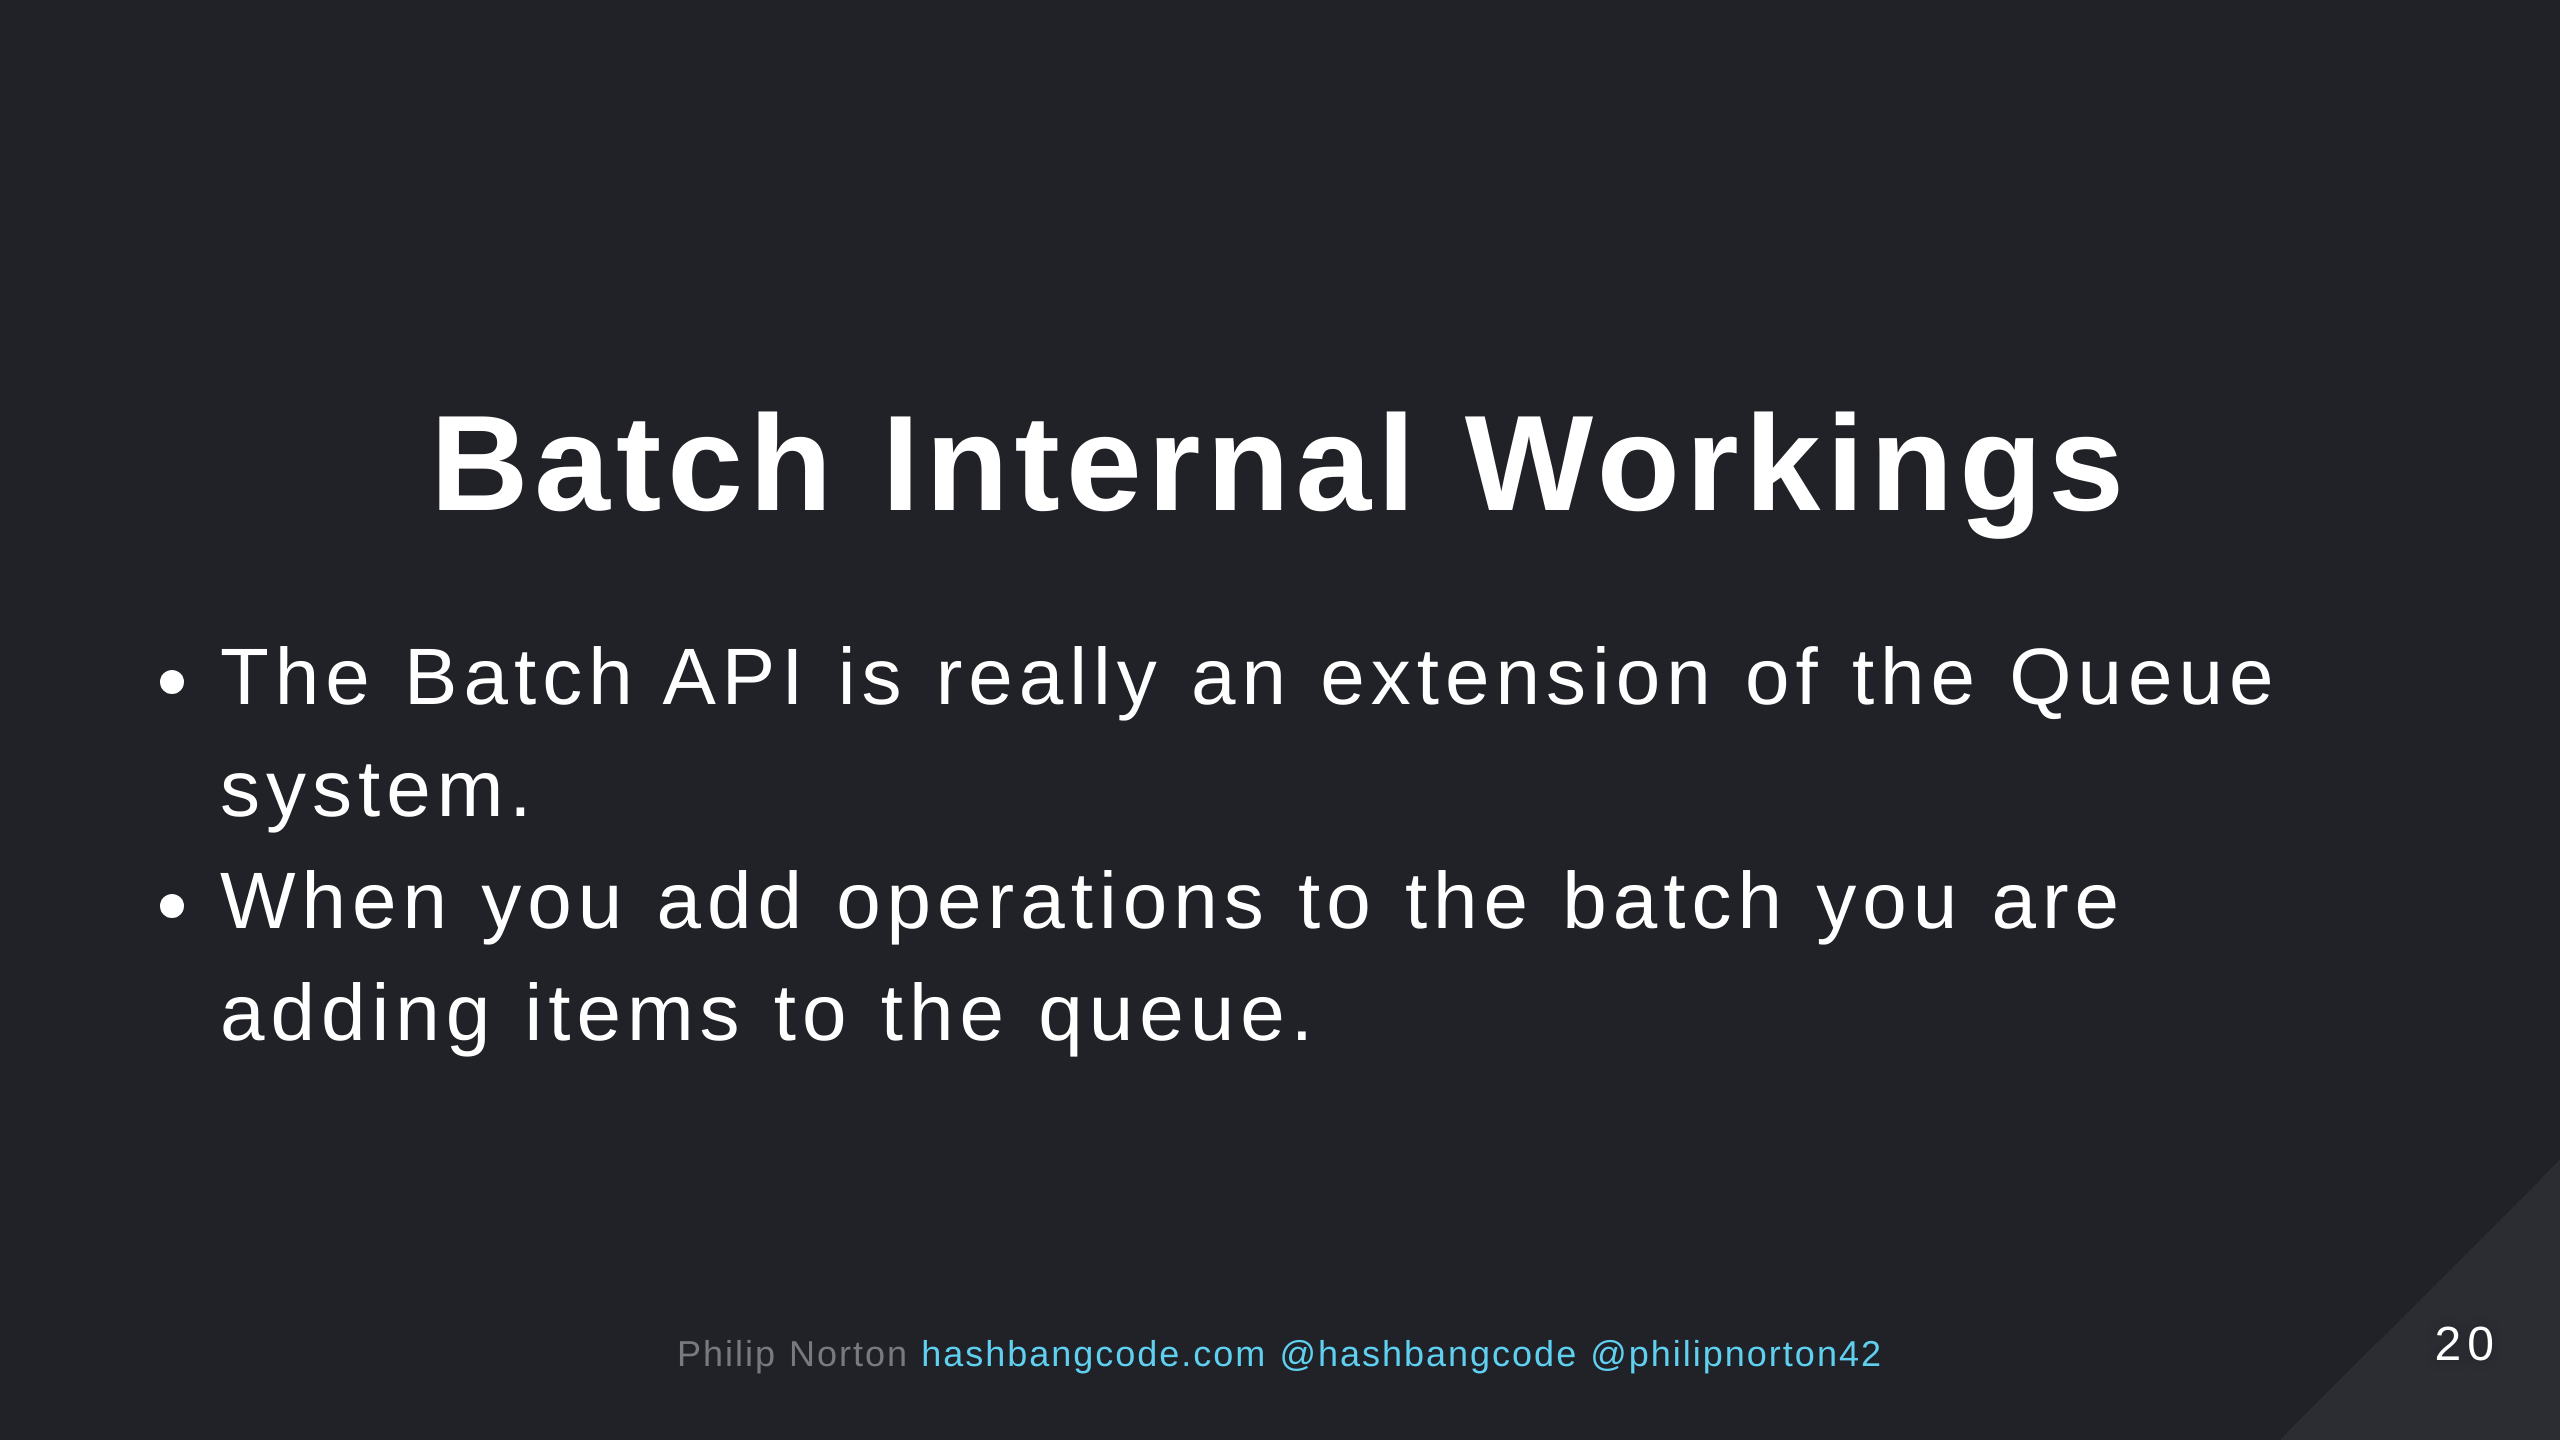 Batch Internal Workings
• The Batch API is really an extension of the Queue
system.
• When you add operations to the batch you are
adding items to the queue.
Philip Norton hashbangcode.com @hashbangcode @philipnorton42
20